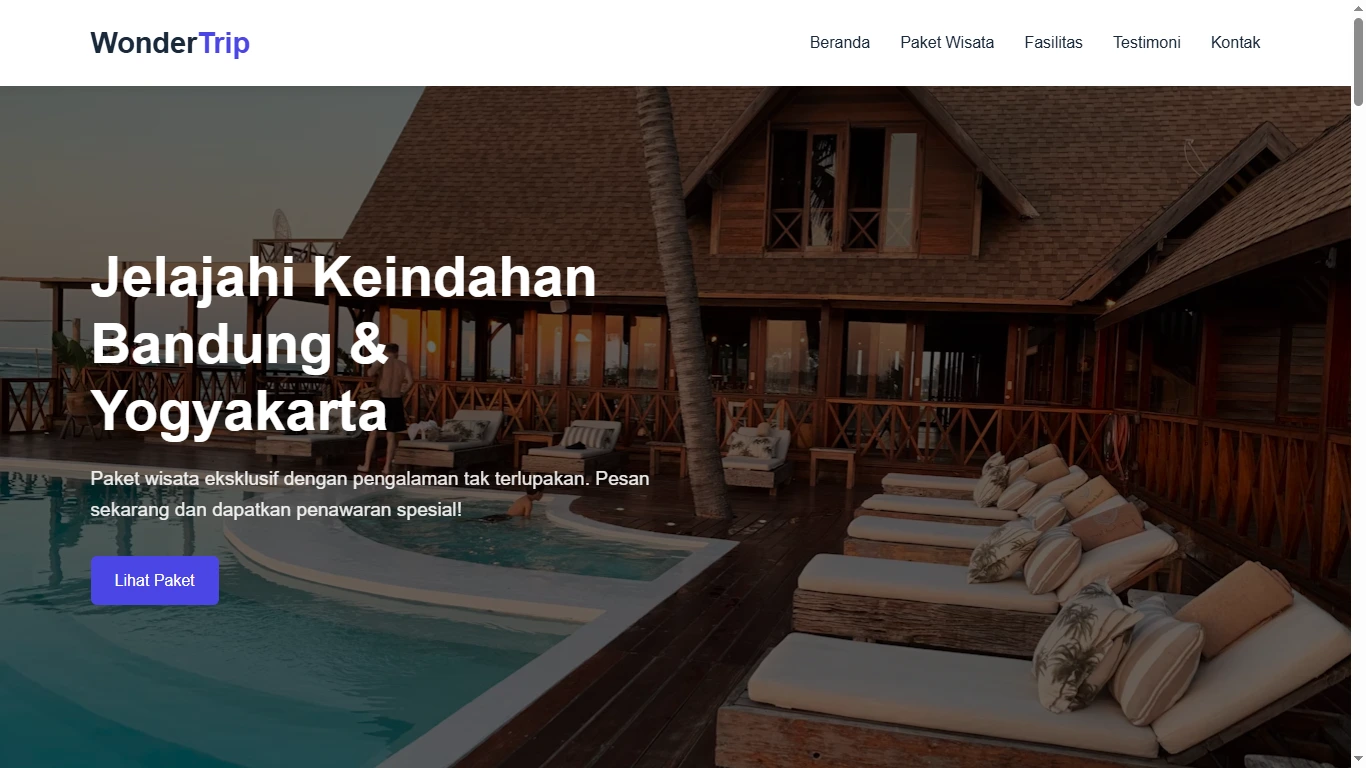 WonderTrip
Beranda
Paket Wisata
Fasilitas
Testimoni
Kontak
Jelajahi Keindahan
Bandung &
Yogyakarta
Paket wisata eksklusif dengan pengalaman tak terlupakan. Pesan
sekarang dan dapatkan penawaran spesial!
Lihat Paket